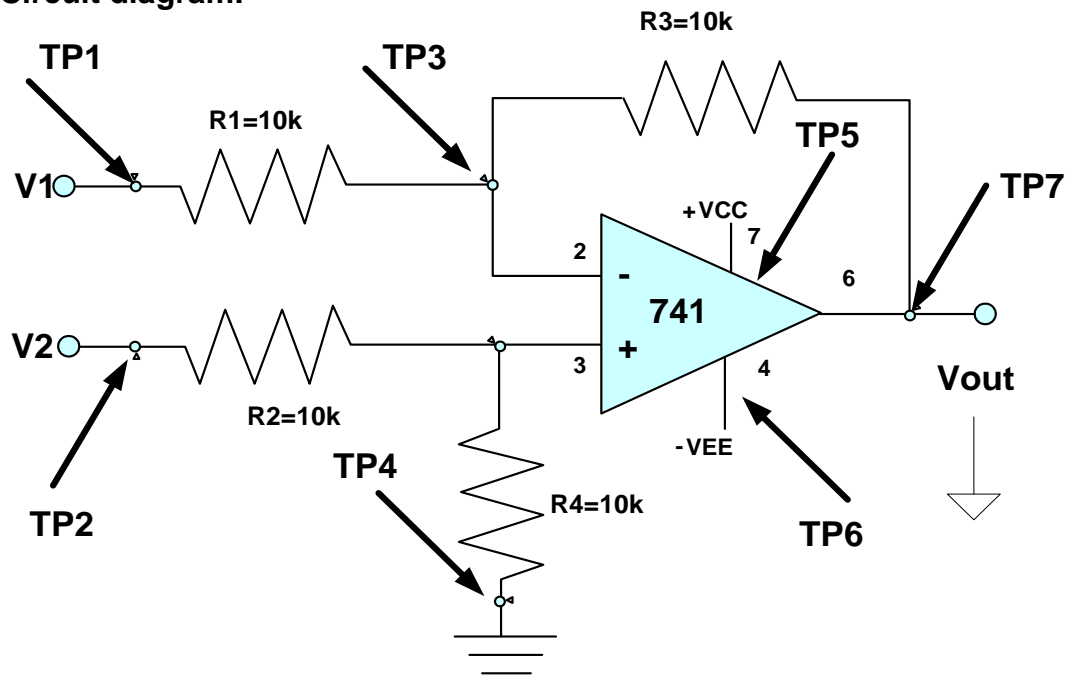 Circuit diagram:
R3=10k
TP1
TP3
R1=10k
TP5
V1
TP7
+VCC
7
2
-
6
741
V2
+
3
4
Vout
R2=10k
-VEE
TP4
R4=10k
TP2
TP6